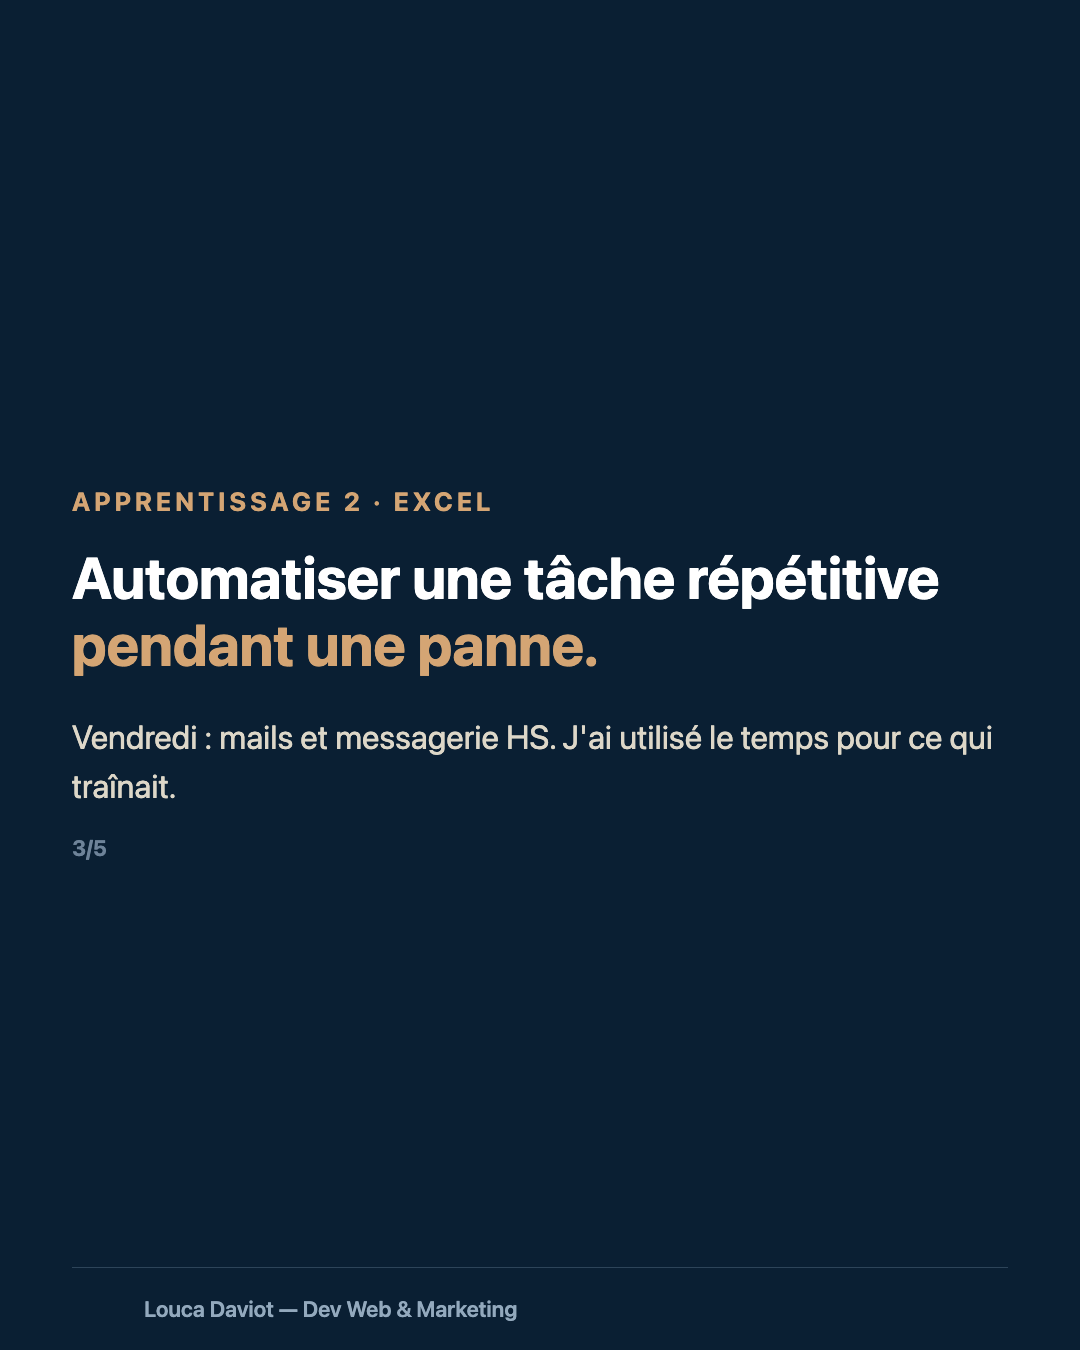 APPRENTISSAGE 2 · EXCEL
Automatiser une tâche répétitive
pendant une panne.
Vendredi : mails et messagerie HS. J'ai utilisé le temps pour ce qui
traînait.
3/5
Louca Daviot — Dev Web & Marketing